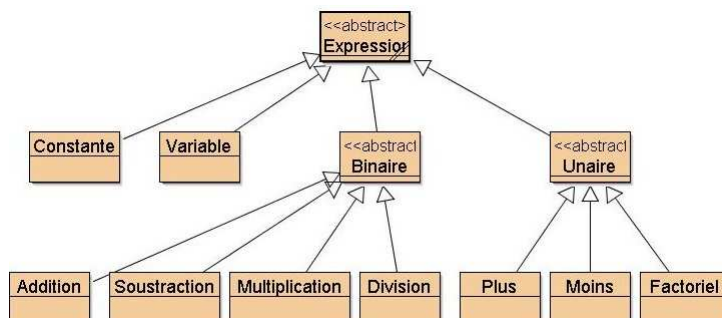 <<abstract>
Expression
Constante
Variable
<<abstract
Binaire
<<abstract
Unaire
Addition
Soustraction
Multiplication
Division
Plus
Moins
Factoriel